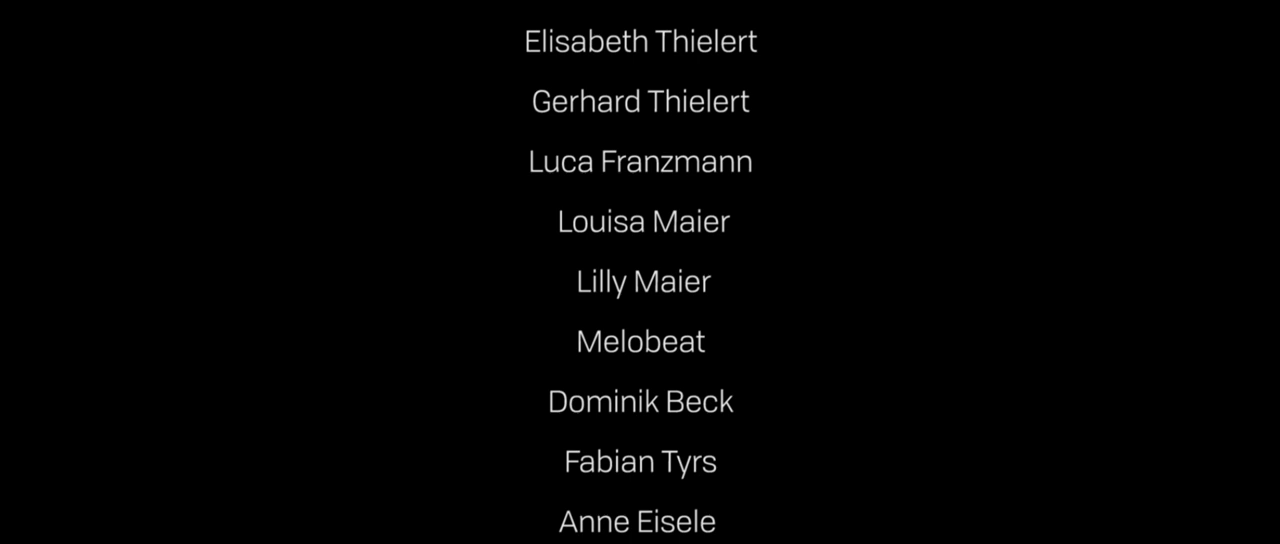 Elisabeth Thielert
Gerhard Thielert
Luca Franzmann
Louisa Maier
Lilly Maier
Melobeat
Dominik Beck
Fabian Tyrs
Anne Eisele